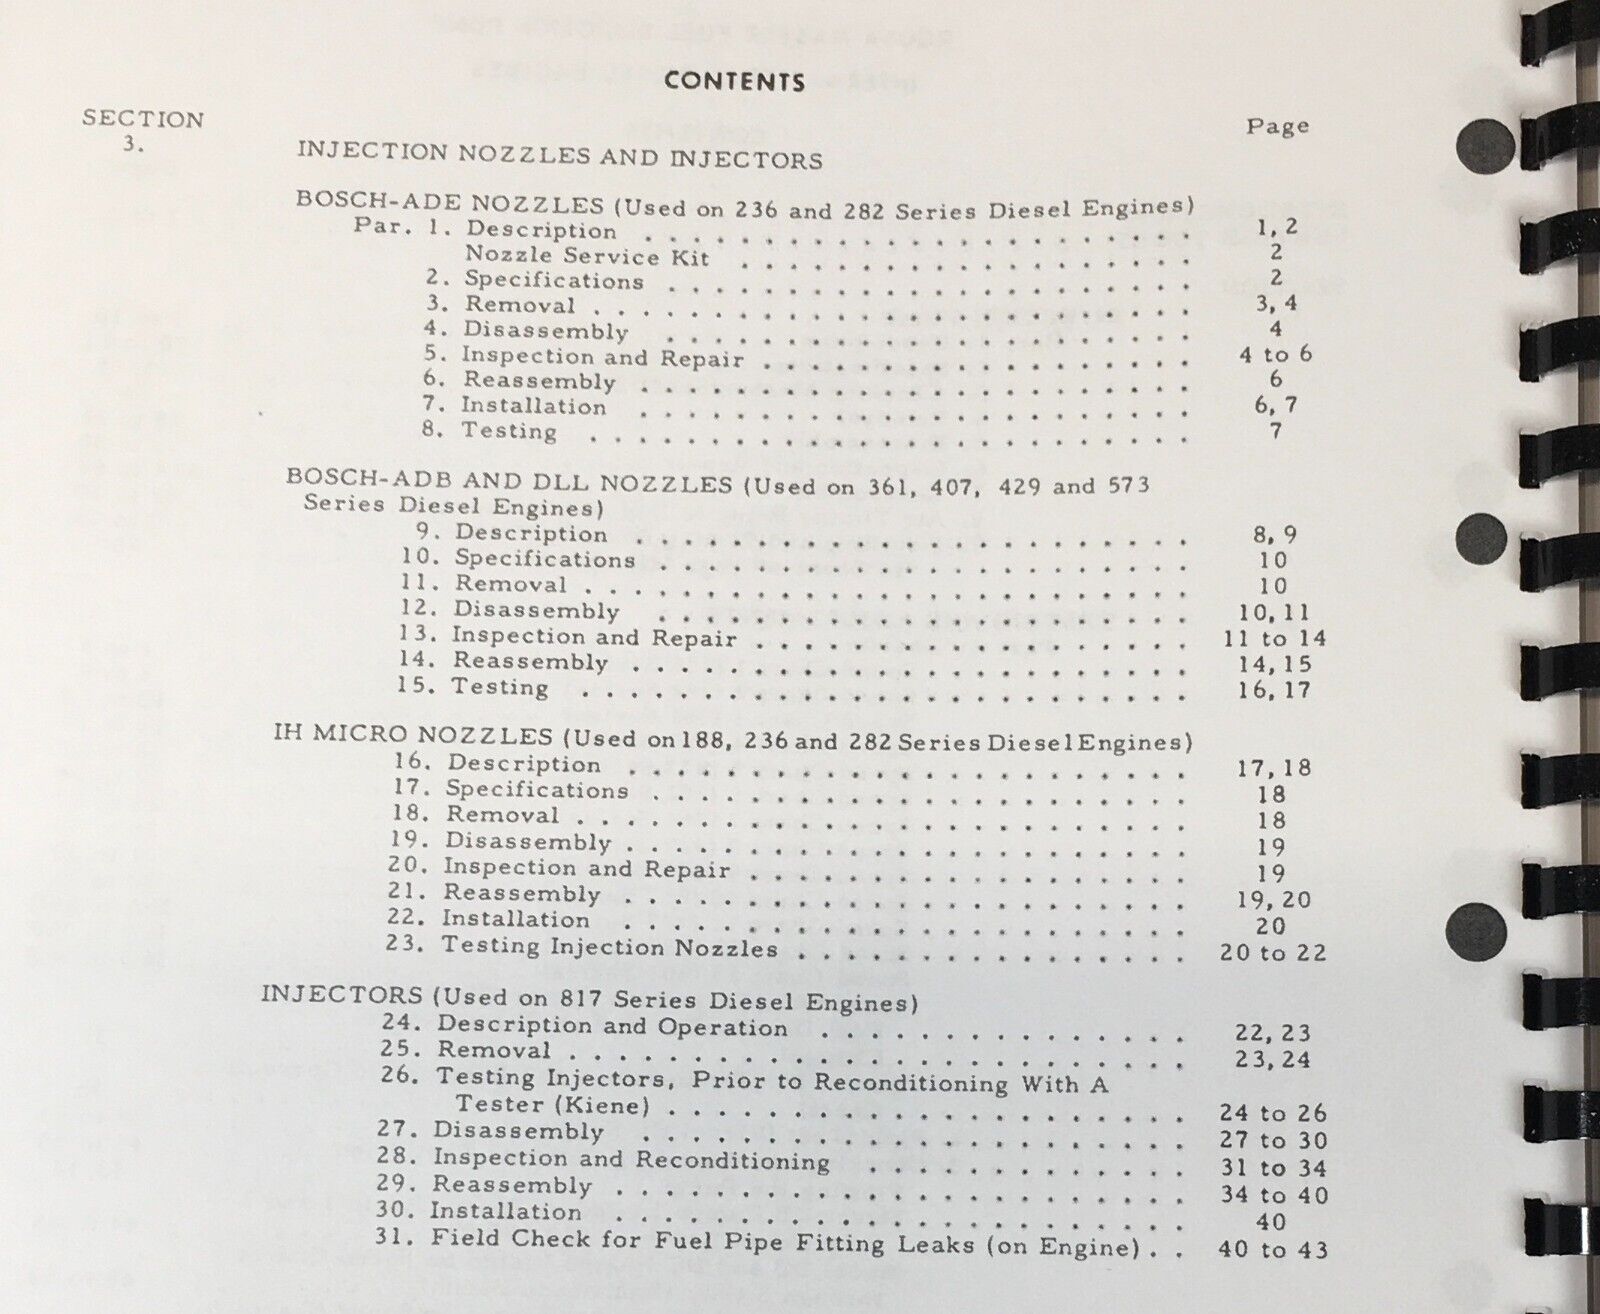 CONTENTS
SECTION Page
3.
INJECTION NOZZLES AND INJECTORS
BOSCH-ADE NOZZLES (Used on 236 and 282 Series Diesel Engines)
Par. 1. Description . . . . . . . . . . . . . . . . . . . . . . . 1, 2
Nozzle Service Kit . . . . . . . . . . . . . . . . . . . 2
2. Specifications . . . . . . . . . . . . . . . . . . . . . . 2
3. Removal . . . . . . . . . . . . . . . . . . . . . . . . . 3, 4
4. Disassembly . . . . . . . . . . . . . . . . . . . . . . 4
5. Inspection and Repair . . . . . . . . . . . . . . . . . . 4 to 6
6. Reassembly . . . . . . . . . . . . . . . . . . . . . . . 6
7. Installation . . . . . . . . . . . . . . . . . . . . . . . 6, 7
8. Testing . . . . . . . . . . . . . . . . . . . . . . . . . 7
BOSCH-ADB AND DLL NOZZLES (Used on 361, 407, 429 and 573
Series Diesel Engines)
9. Description . . . . . . . . . . . . . . . . . . . . . . . 8, 9
10. Specifications . . . . . . . . . . . . . . . . . . . . . . 10
11. Removal . . . . . . . . . . . . . . . . . . . . . . . . . 10
12. Disassembly . . . . . . . . . . . . . . . . . . . . . . 10, 11
13. Inspection and Repair . . . . . . . . . . . . . . . . . . 11 to 14
14. Reassembly . . . . . . . . . . . . . . . . . . . . . . . 14, 15
15. Testing . . . . . . . . . . . . . . . . . . . . . . . . . 16, 17
IH MICRO NOZZLES (Used on 188, 236 and 282 Series Diesel Engines)
16. Description . . . . . . . . . . . . . . . . . . . . . . . 17, 18
17. Specifications . . . . . . . . . . . . . . . . . . . . . . 18
18. Removal . . . . . . . . . . . . . . . . . . . . . . . . . 18
19. Disassembly . . . . . . . . . . . . . . . . . . . . . . . 19
20. Inspection and Repair . . . . . . . . . . . . . . . . . . 19
21. Reassembly . . . . . . . . . . . . . . . . . . . . . . . 19, 20
22. Installation . . . . . . . . . . . . . . . . . . . . . . . 20
23. Testing Injection Nozzles . . . . . . . . . . . . . . . . 20 to 22
INJECTORS (Used on 817 Series Diesel Engines)
24. Description and Operation . . . . . . . . . . . . . . . 22, 23
25. Removal . . . . . . . . . . . . . . . . . . . . . . . . . 23, 24
26. Testing Injectors, Prior to Reconditioning With A
Tester (Kiene) . . . . . . . . . . . . . . . . . . . . . . 24 to 26
27. Disassembly . . . . . . . . . . . . . . . . . . . . . . . 27 to 30
28. Inspection and Reconditioning . . . . . . . . . . . . . 31 to 34
29. Reassembly . . . . . . . . . . . . . . . . . . . . . . . 34 to 40
30. Installation . . . . . . . . . . . . . . . . . . . . . . . 40
31. Field Check for Fuel Pipe Fitting Leaks (on Engine) . . 40 to 43